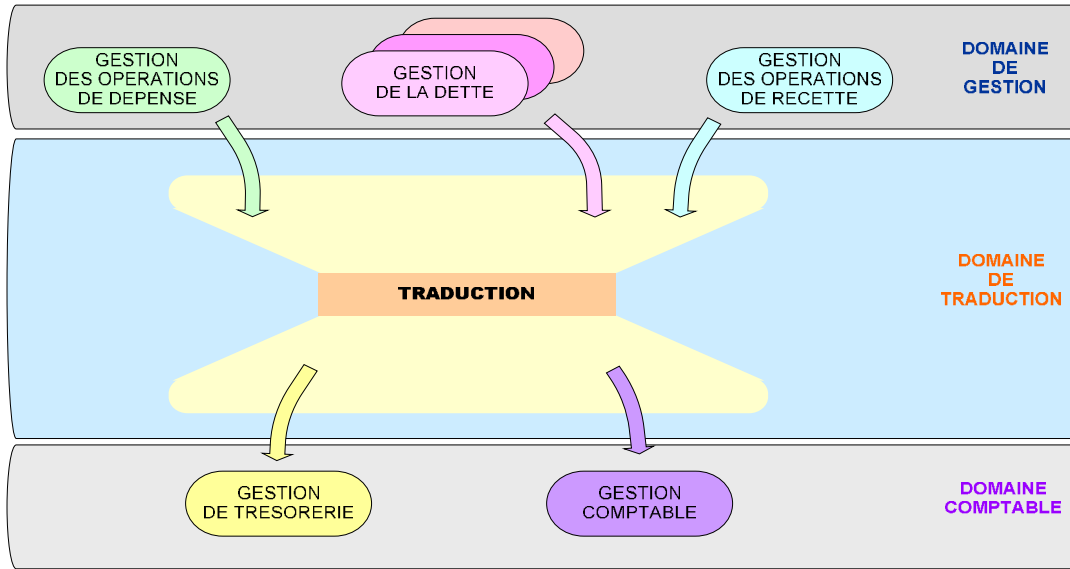 GESTION
DES OPERATIONS
DE DEPENSE
GESTION
DE LA DETTE
GESTION
DES OPERATIONS
DE RECETTE
DOMAINE
DE
GESTION
TRADUCTION
DOMAINE
DE
TRADUCTION
GESTION
DE TRESORERIE
GESTION
COMPTABLE
DOMAINE
COMPTABLE